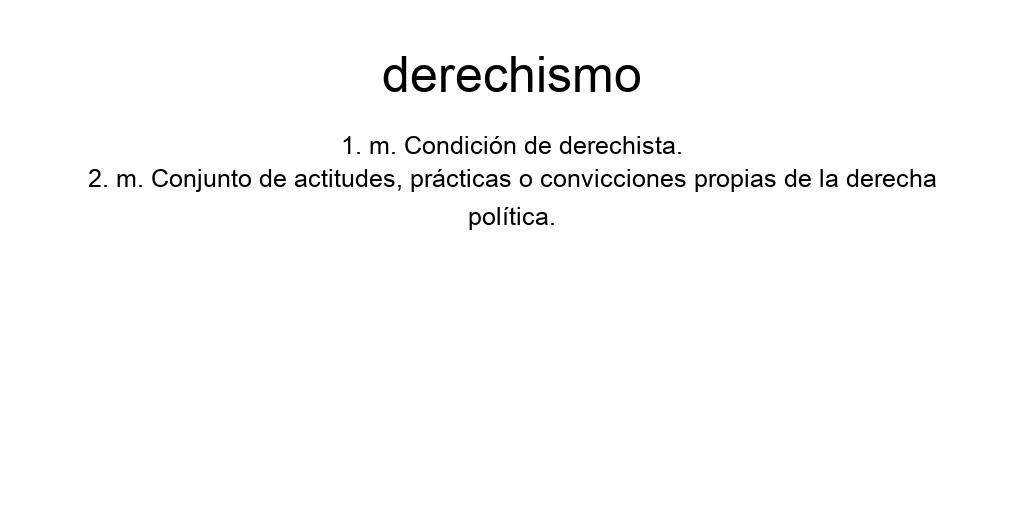 derechismo
1. m. Condición de derechista.
2. m. Conjunto de actitudes, prácticas o convicciones propias de la derecha
política.